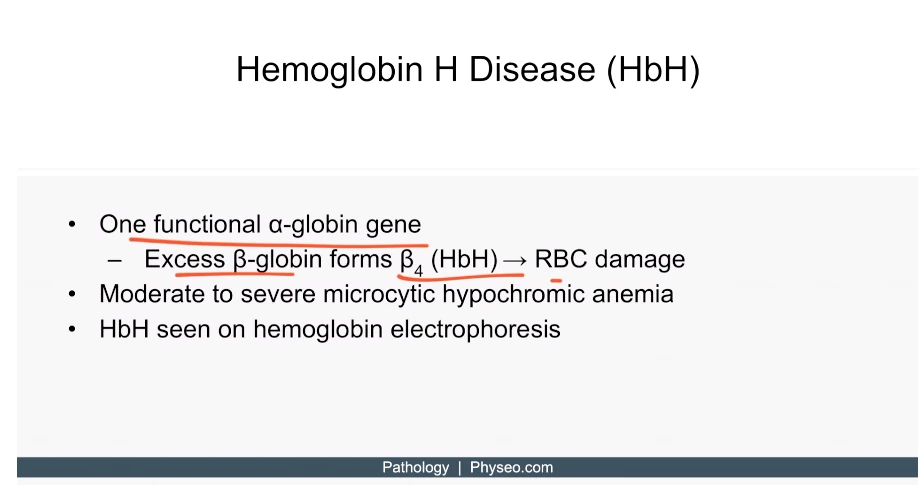 Hemoglobin H Disease (HbH)
• One functional α-globin gene
– Excess β-globin forms β₄ (HbH) → RBC damage
• Moderate to severe microcytic hypochromic anemia
• HbH seen on hemoglobin electrophoresis
Pathology | Physeo.com